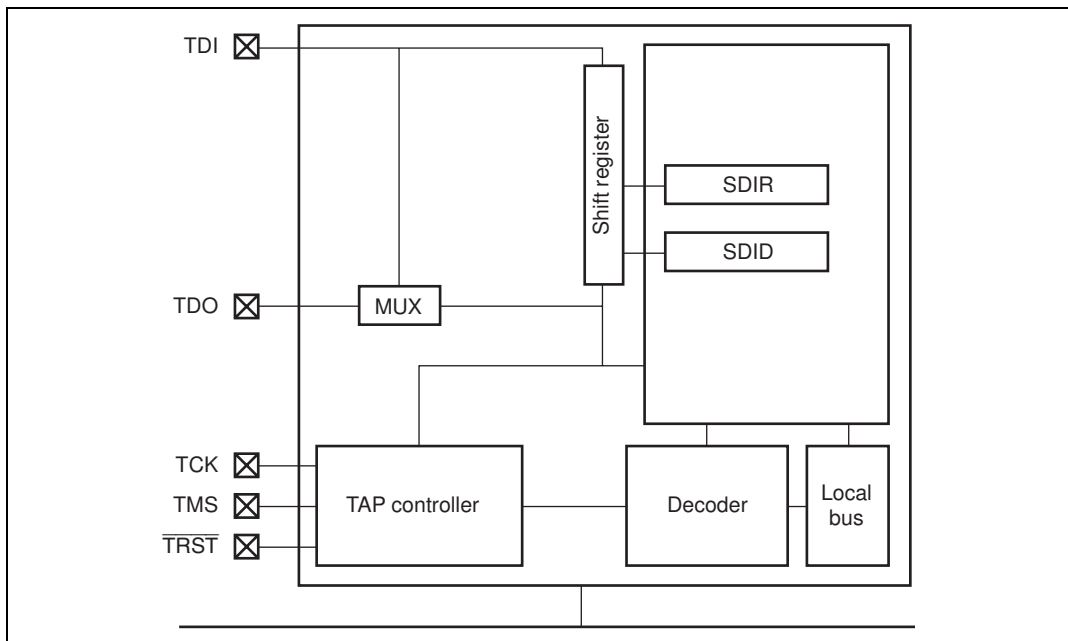 TDI
Shift register
SDIR
SDID
TDO
MUX
TCK
TMS
TRST
TAP controller
Decoder
Local
bus